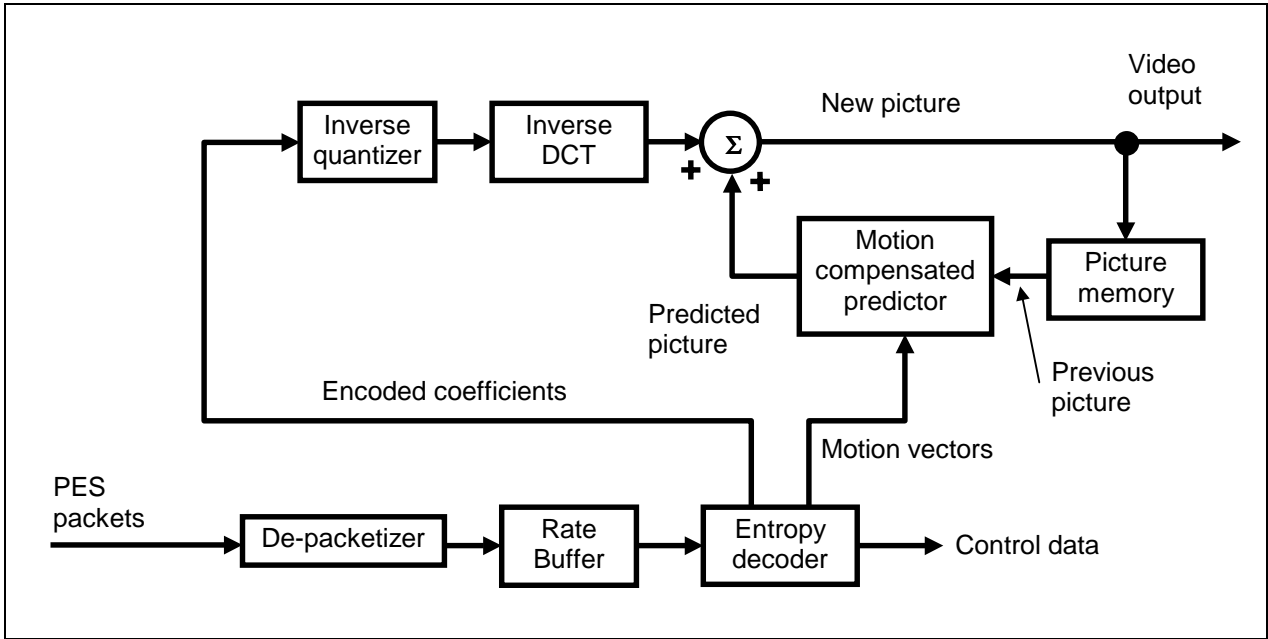 Video
output
New picture
Inverse
quantizer
Inverse
DCT
Σ
+
+
Motion
compensated
predictor
Picture
memory
Predicted
picture
Previous
picture
Encoded coefficients
Motion vectors
PES
packets
De-packetizer
Rate
Buffer
Entropy
decoder
Control data